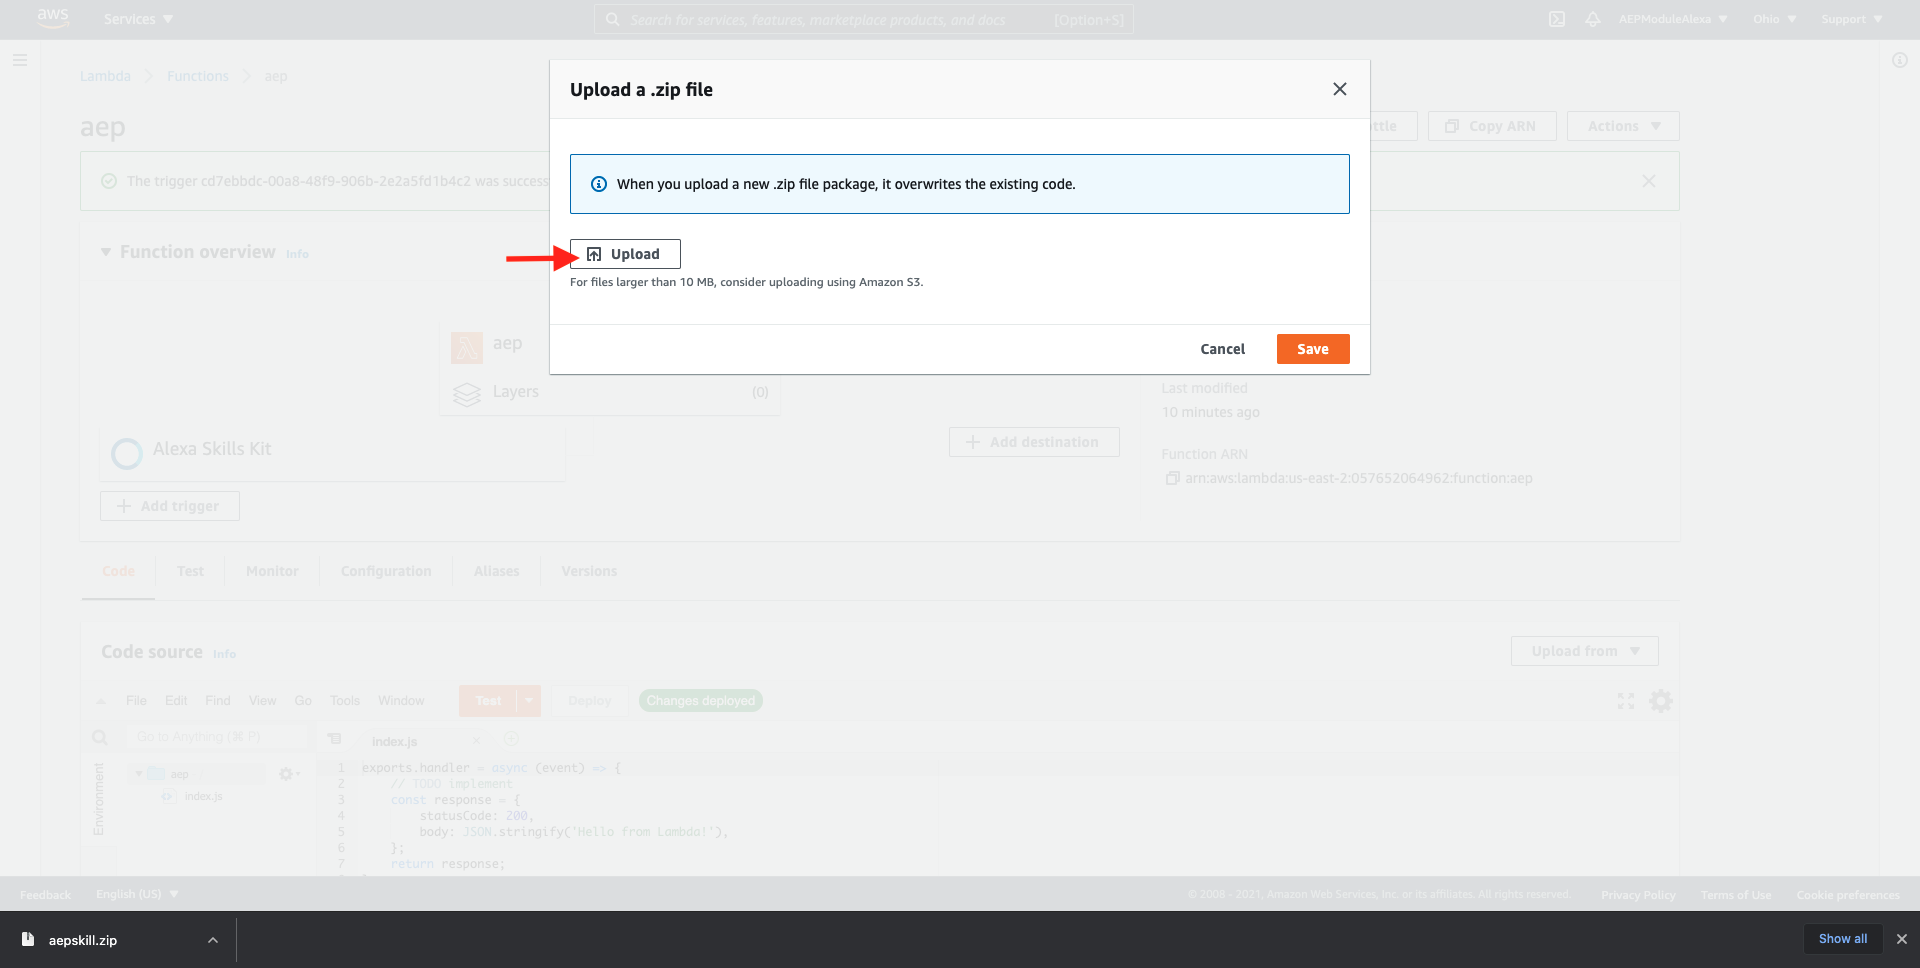 aws
Services
Search for services, features, marketplace products, and docs
[Option+S]
AEPModuleAlexa
Ohio
Support
Lambda
Functions
aep
aep
ttle
Copy ARN
Actions
The trigger cd7ebbdc-00a8-48f9-906b-2e2a5fd1b4c2 was success
Upload a .zip file
When you upload a new .zip file package, it overwrites the existing code.
Upload
For files larger than 10 MB, consider uploading using Amazon S3.
Cancel
Save
Function overview
Info
aep
Layers
(0)
Alexa Skills Kit
Add trigger
Add destination
Last modified
10 minutes ago
Function ARN
arn:aws:lambda:us-east-2:057652064962:function:aep
Code
Test
Monitor
Configuration
Aliases
Versions
Code source
Info
Upload from
File
Edit
Find
View
Go
Tools
Window
Test
Deploy
Changes deployed
Go to Anything (⌘ P)
index.js
Environment
aep
index.js
1 exports.handler = async (event) => {
2 // TODO implement
3 const response = {
4 statusCode: 200,
5 body: JSON.stringify('Hello from Lambda!'),
6 };
7 return response;
Feedback
English (US)
© 2008 - 2021, Amazon Web Services, Inc. or its affiliates. All rights reserved.
Privacy Policy
Terms of Use
Cookie preferences
aepskill.zip
Show all